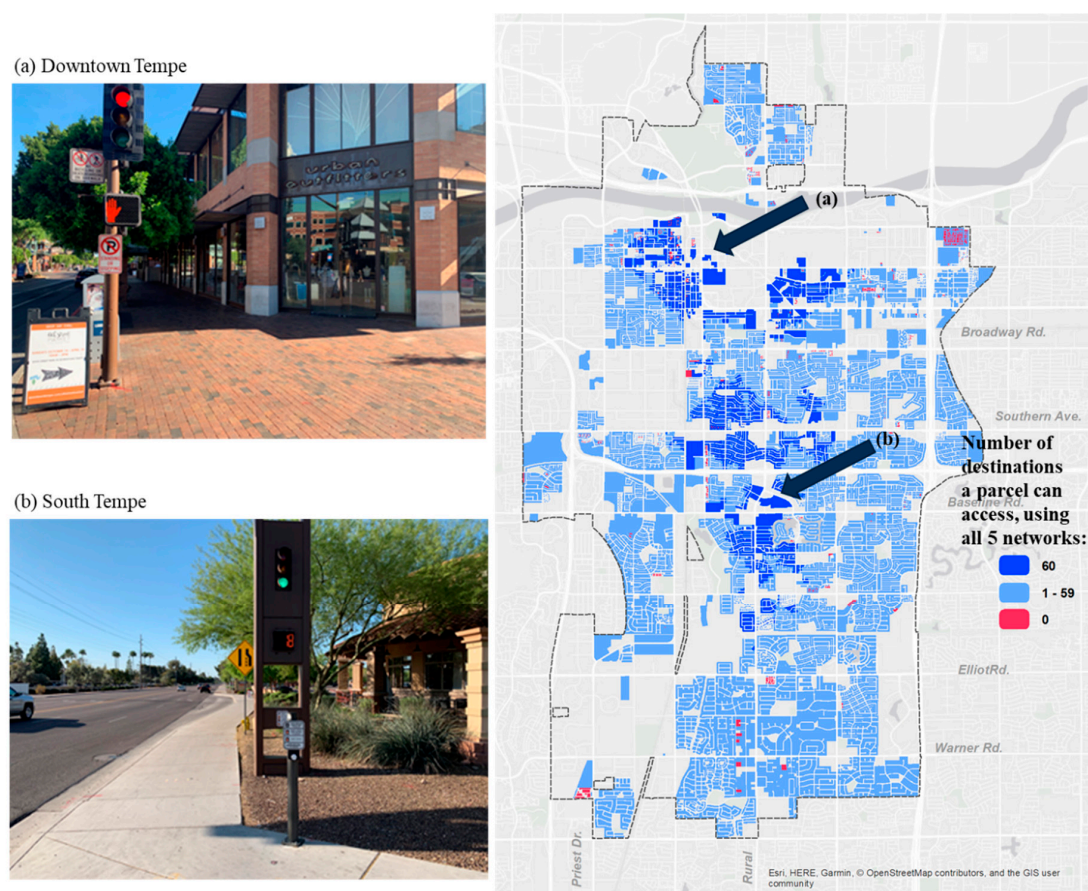 (a) Downtown Tempe
urban
outfitters
(b) South Tempe
8
(a)
(b)
Broadway Rd.
Southern Ave.
Number of
destinations
a parcel can
access, using
all 5 networks:
Baseline Rd.
60
1 - 59
0
ElliotRd.
Warner Rd.
Priest Dr.
Rural
Esri, HERE, Garmin, © OpenStreetMap contributors, and the GIS user
community